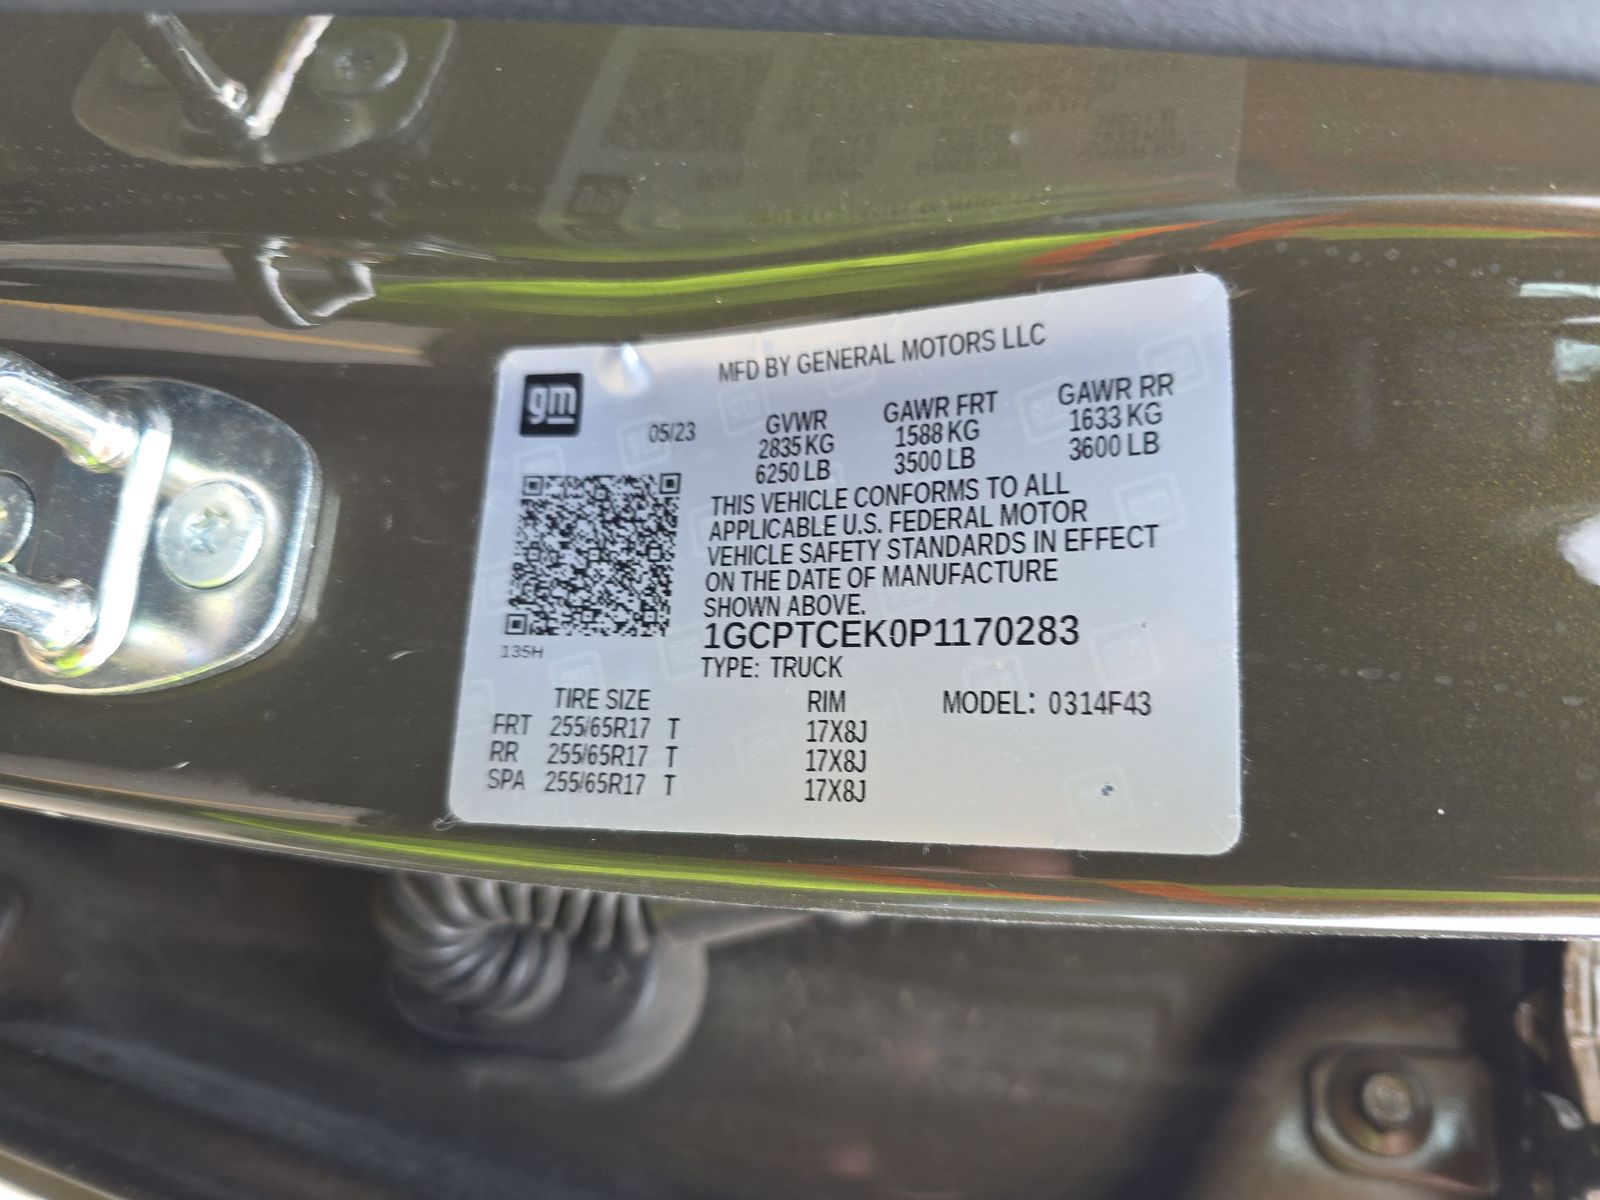 MFD BY GENERAL MOTORS LLC
gm
05/23
GVWR GAWR FRT GAWR RR
2835 KG 1588 KG 1633 KG
6250 LB 3500 LB 3600 LB
THIS VEHICLE CONFORMS TO ALL
APPLICABLE U.S. FEDERAL MOTOR
VEHICLE SAFETY STANDARDS IN EFFECT
ON THE DATE OF MANUFACTURE
SHOWN ABOVE.
1GCPTCEK0P1170283
135H
TYPE: TRUCK
TIRE SIZE RIM MODEL: 0314F43
FRT 255/65R17 T 17X8J
RR 255/65R17 T 17X8J
SPA 255/65R17 T 17X8J